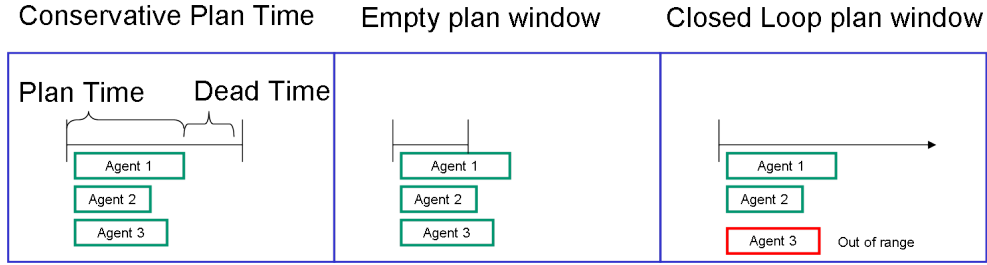 Conservative Plan Time
Empty plan window
Closed Loop plan window
Plan Time
Dead Time
Agent 1
Agent 2
Agent 3
Agent 1
Agent 2
Agent 3
Agent 1
Agent 2
Agent 3
Out of range